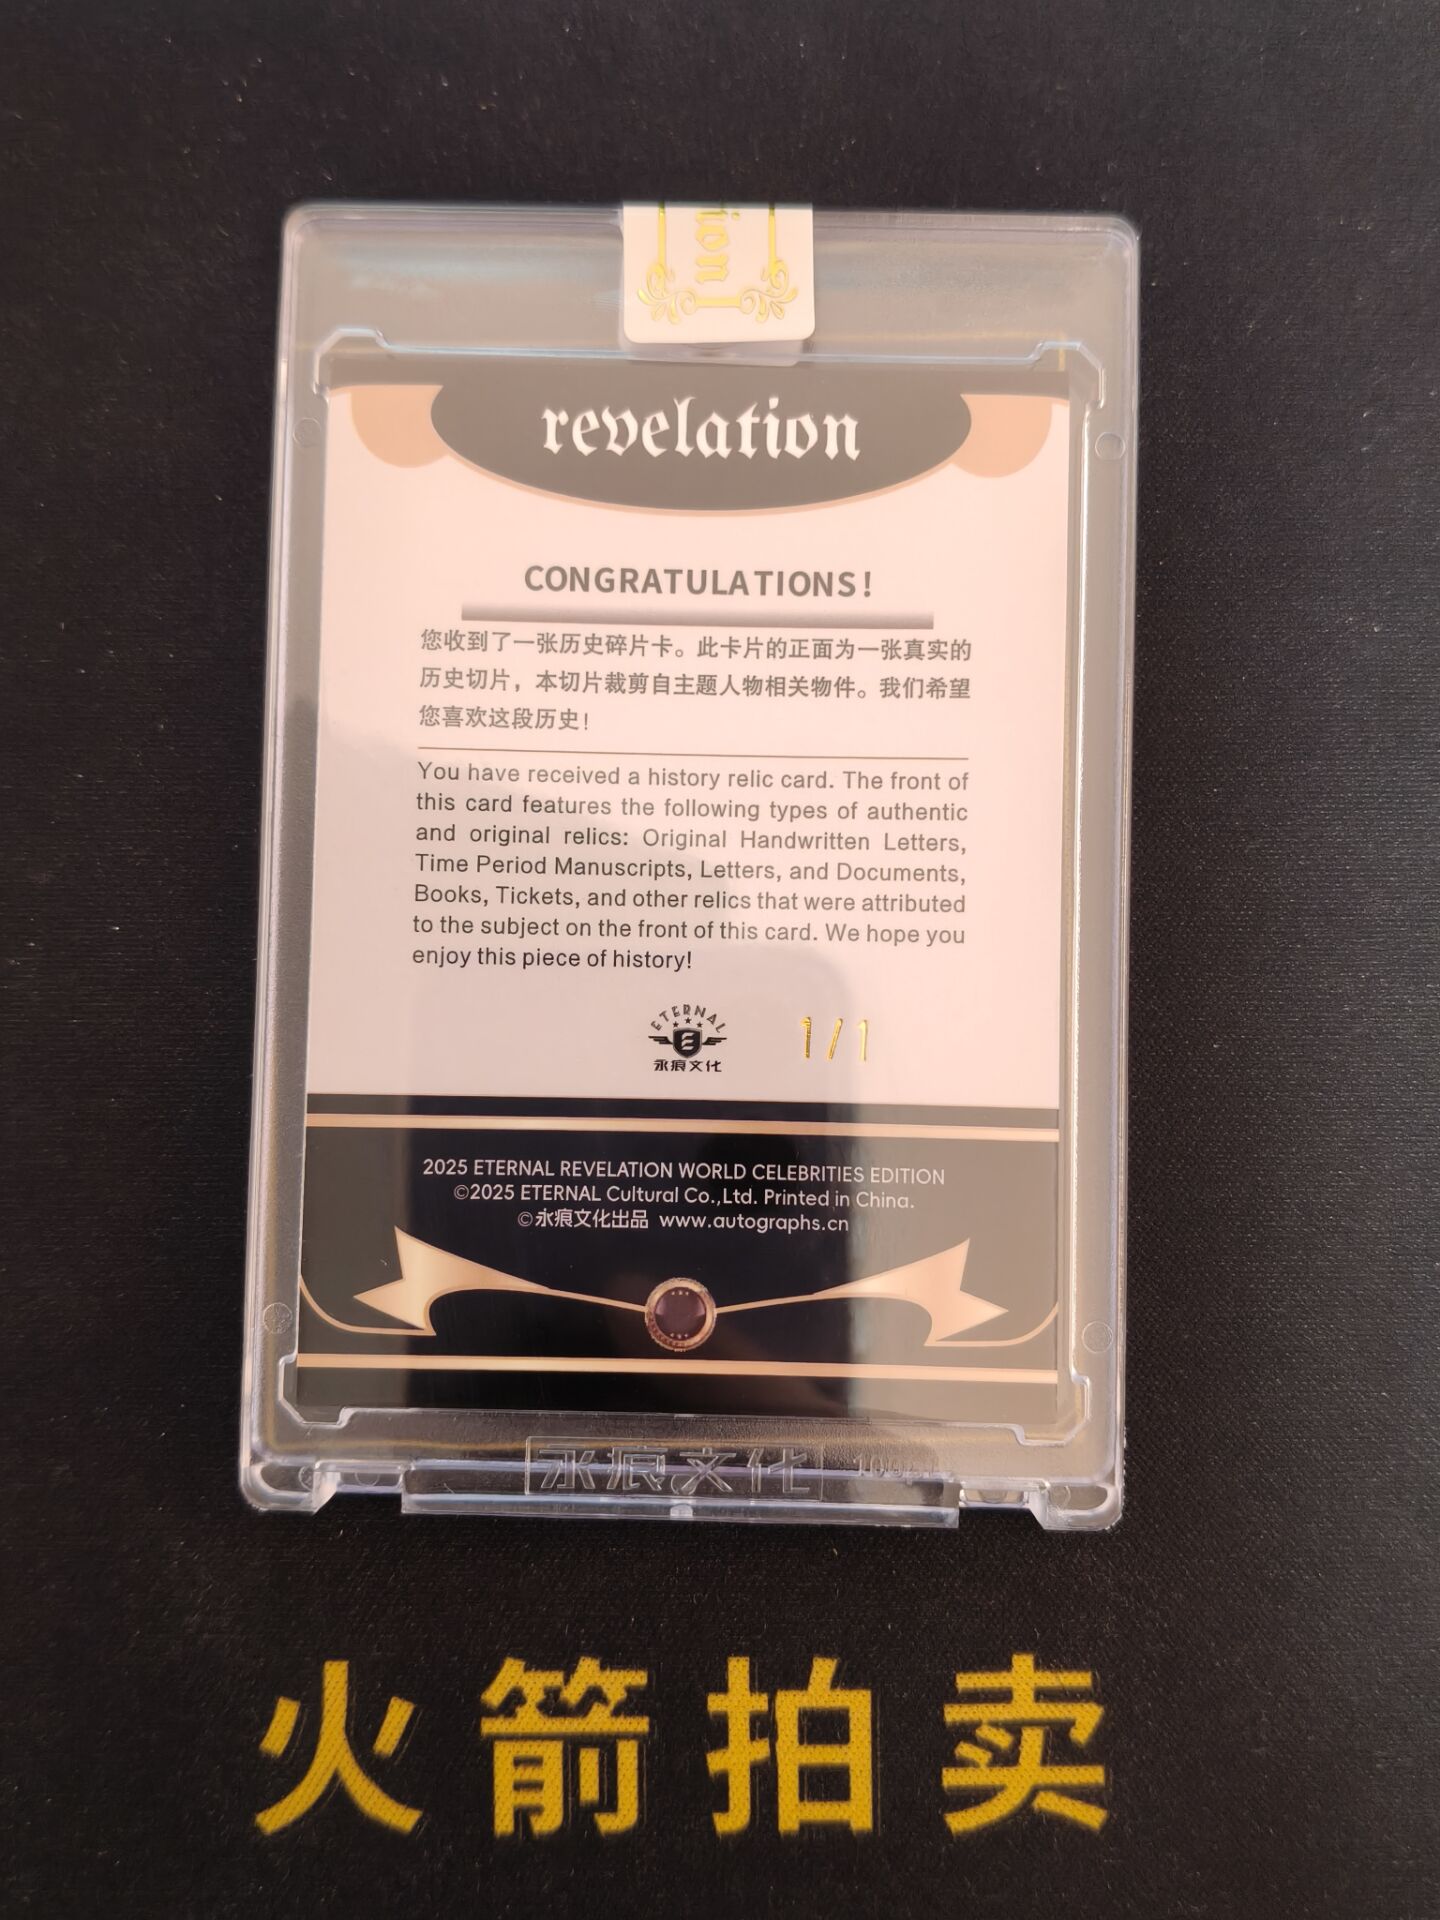 tion
revelation
CONGRATULATIONS!
您收到了一张历史碎片卡。此卡片的正面为一张真实的
历史切片，本切片裁剪自主题人物相关物件。我们希望
您喜欢这段历史！
You have received a history relic card. The front of
this card features the following types of authentic
and original relics: Original Handwritten Letters,
Time Period Manuscripts, Letters, and Documents,
Books, Tickets, and other relics that were attributed
to the subject on the front of this card. We hope you
enjoy this piece of history!
ETERNAL
E
永痕文化
1/1
2025 ETERNAL REVELATION WORLD CELEBRITIES EDITION
©2025 ETERNAL Cultural Co.,Ltd. Printed in China.
©永痕文化出品 www.autographs.cn
永痕文化
火箭拍卖